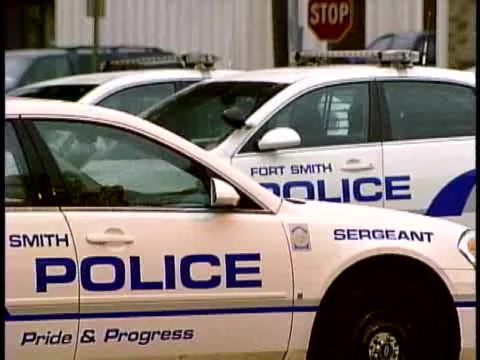 STOP
FORT SMITH
POLICE
SMITH
SERGEANT
POLICE
Pride & Progress